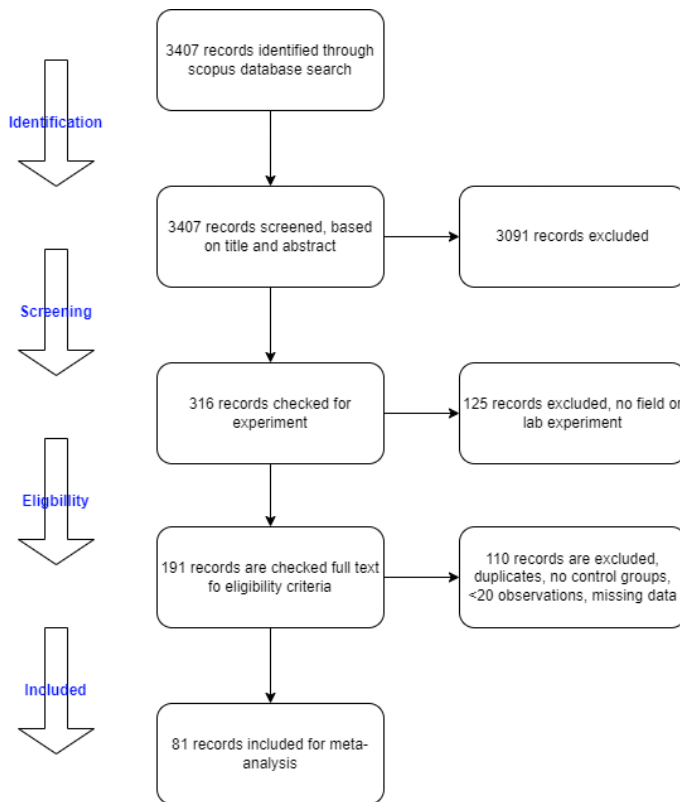 3407 records identified through
scopus database search
Identification
3407 records screened, based
on title and abstract
3091 records excluded
Screening
316 records checked for
experiment
125 records excluded, no field or
lab experiment
Eligbillity
191 records are checked full text
fo eligibility criteria
110 records are excluded,
duplicates, no control groups,
<20 observations, missing data
Included
81 records included for meta-
analysis